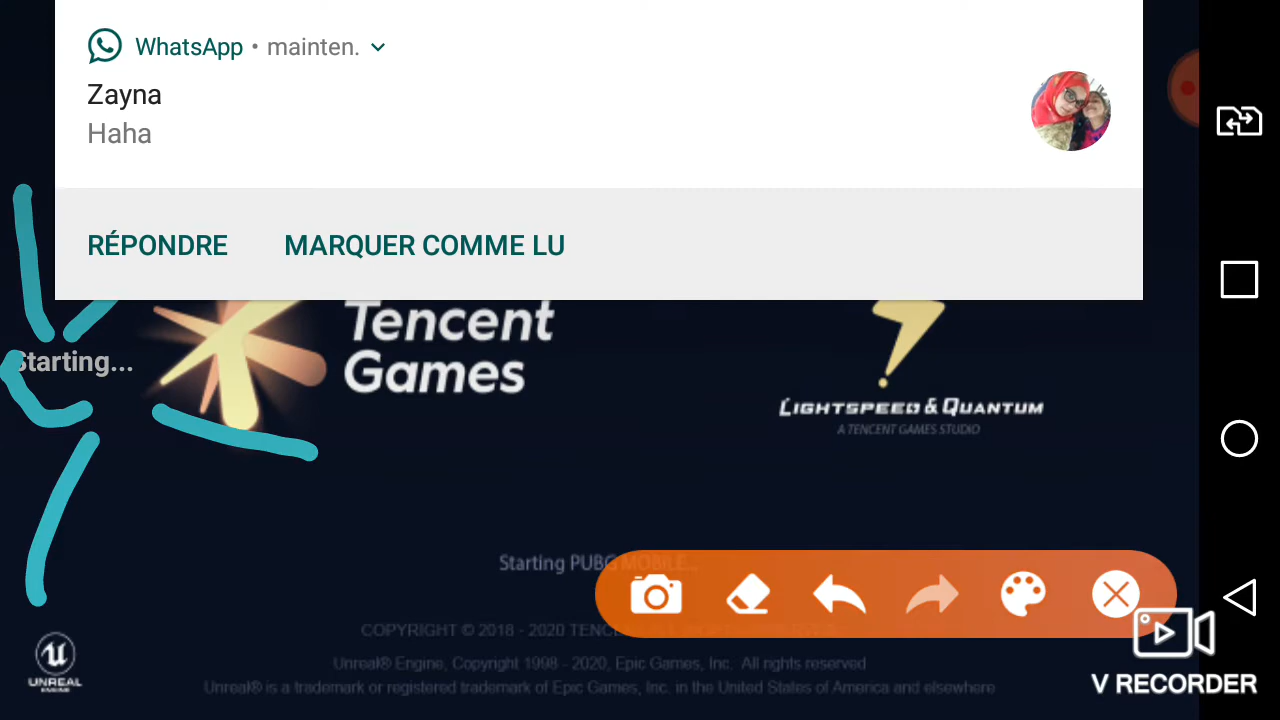 WhatsApp • mainten.
Zayna
Haha
RÉPONDRE MARQUER COMME LU
Tencent
Games
Starting...
LIGHTSPEED & QUANTUM
A TENCENT GAMES STUDIO
Starting PUBG MOBILE...
COPYRIGHT © 2018 - 2020 TENCENT
Unreal® Engine, Copyright 1998 - 2020, Epic Games, Inc. All rights reserved
Unreal® is a trademark or registered trademark of Epic Games, Inc. in the United States of America and elsewhere
UNREAL
ENGINE
V RECORDER